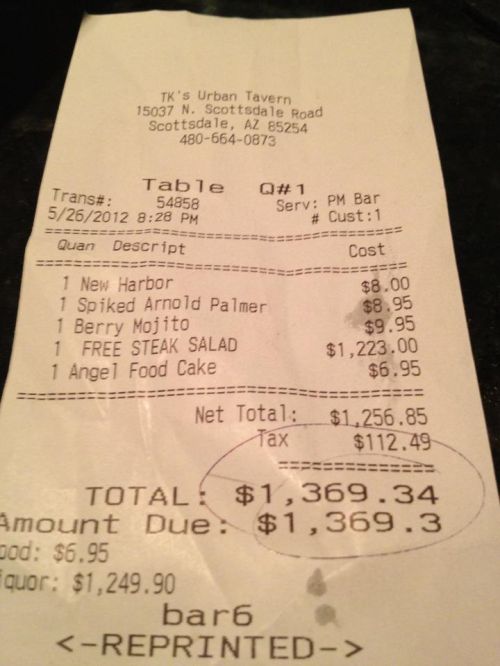 TK's Urban Tavern
15037 N. Scottsdale Road
Scottsdale, AZ 85254
480-664-0873
Table Q#1
Trans#: 54858 Serv: PM Bar
5/26/2012 8:28 PM # Cust:1
=======================================
Quan Descript Cost
=======================================
1 New Harbor $8.00
1 Spiked Arnold Palmer $8.95
1 Berry Mojito $9.95
1 FREE STEAK SALAD $1,223.00
1 Angel Food Cake $6.95
=======================================
Net Total: $1,256.85
Tax $112.49
==============
TOTAL: $1,369.34
Amount Due: $1,369.3
ood: $6.95
iquor: $1,249.90
bar6
<-REPRINTED->